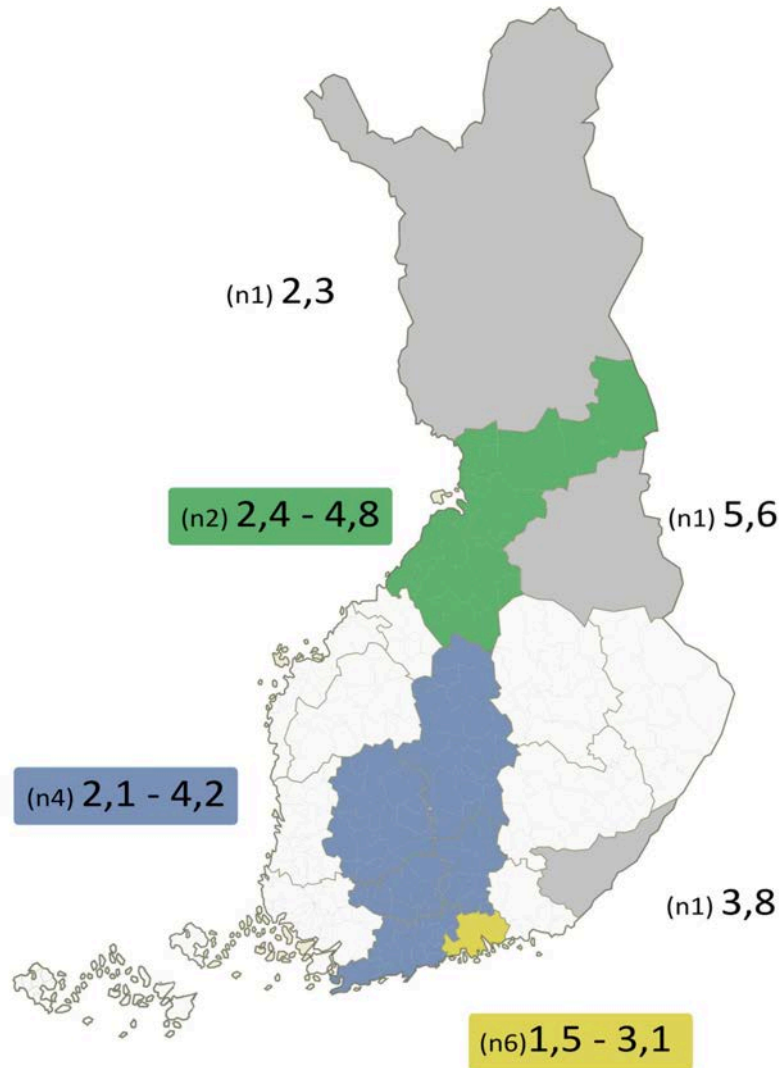 (n1) 2,3
(n2) 2,4 - 4,8
(n1) 5,6
(n4) 2,1 - 4,2
(n1) 3,8
(n6) 1,5 - 3,1